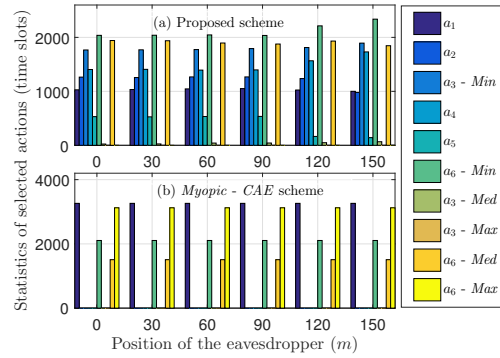 (a) Proposed scheme
2000
1000
0
0 30 60 90 120 150
(b) Myopic - CAE scheme
4000
2000
0
0 30 60 90 120 150
Position of the eavesdropper (m)
Statistics of selected actions (time slots)
a₁
a₂
a₃ - Min
a₄
a₅
a₆ - Min
a₃ - Med
a₃ - Max
a₆ - Med
a₆ - Max